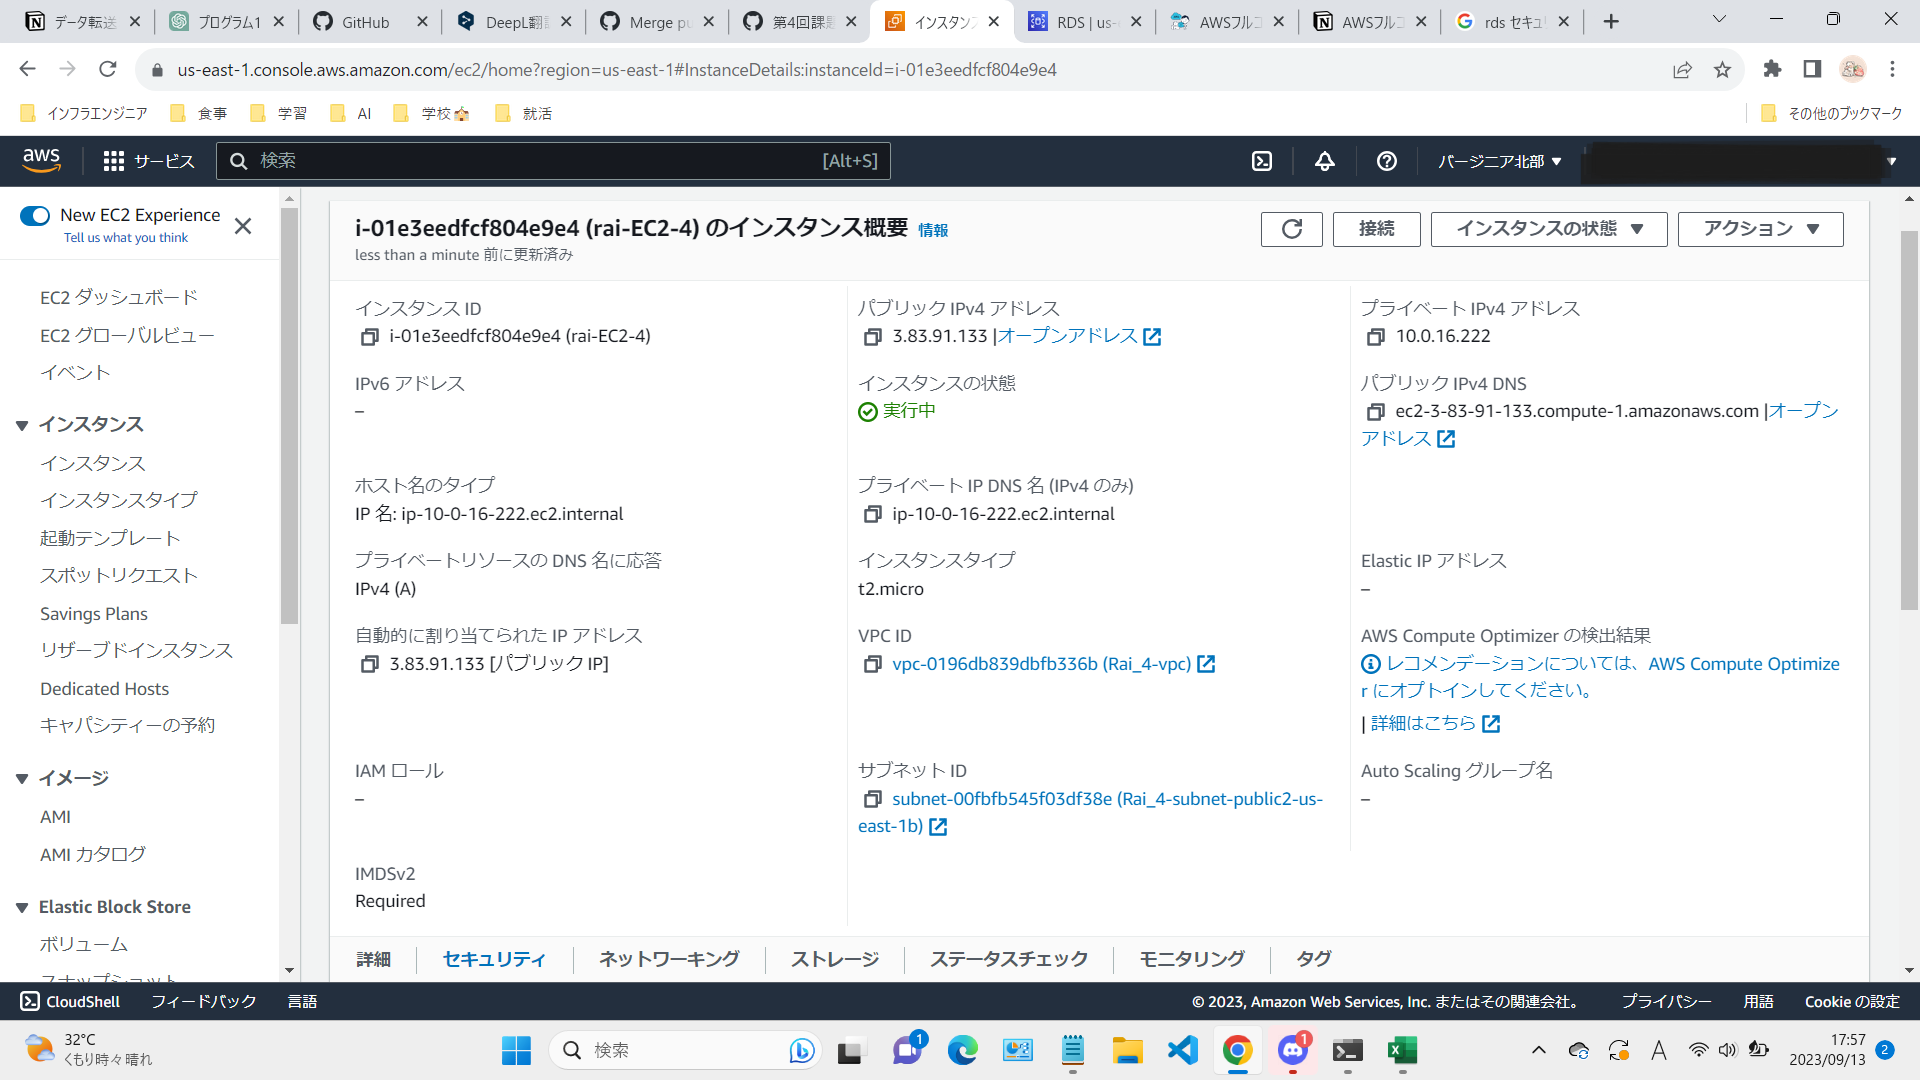 データ転送
プログラム1
GitHub
DeepL翻訳
Merge pu
第4回課題
インスタンス
RDS | us-
AWSフルコ
AWSフルコ
rds セキュリ
us-east-1.console.aws.amazon.com/ec2/home?region=us-east-1#InstanceDetails:instanceId=i-01e3eedfcf804e9e4
インフラエンジニア
食事
学習
AI
学校
就活
その他のブックマーク
aws
サービス
検索
[Alt+S]
バージニア北部
New EC2 Experience
Tell us what you think
EC2 ダッシュボード
EC2 グローバルビュー
イベント
インスタンス
インスタンス
インスタンスタイプ
起動テンプレート
スポットリクエスト
Savings Plans
リザーブドインスタンス
Dedicated Hosts
キャパシティーの予約
イメージ
AMI
AMI カタログ
Elastic Block Store
ボリューム
スナップショット
i-01e3eedfcf804e9e4 (rai-EC2-4) のインスタンス概要 情報
less than a minute 前に更新済み
接続
インスタンスの状態
アクション
インスタンス ID
i-01e3eedfcf804e9e4 (rai-EC2-4)
パブリック IPv4 アドレス
3.83.91.133 |オープンアドレス
プライベート IPv4 アドレス
10.0.16.222
IPv6 アドレス
–
インスタンスの状態
実行中
パブリック IPv4 DNS
ec2-3-83-91-133.compute-1.amazonaws.com |オープン
アドレス
ホスト名のタイプ
IP 名: ip-10-0-16-222.ec2.internal
プライベート IP DNS 名 (IPv4 のみ)
ip-10-0-16-222.ec2.internal
プライベートリソースの DNS 名に応答
IPv4 (A)
インスタンスタイプ
t2.micro
Elastic IP アドレス
–
自動的に割り当てられた IP アドレス
3.83.91.133 [パブリック IP]
VPC ID
vpc-0196db839dbfb336b (Rai_4-vpc)
AWS Compute Optimizer の検出結果
レコメンデーションについては、AWS Compute Optimize
r にオプトインしてください。
| 詳細はこちら
IAM ロール
–
サブネット ID
subnet-00fbfb545f03df38e (Rai_4-subnet-public2-us-
east-1b)
Auto Scaling グループ名
–
IMDSv2
Required
詳細
セキュリティ
ネットワーキング
ストレージ
ステータスチェック
モニタリング
タグ
CloudShell
フィードバック
言語
© 2023, Amazon Web Services, Inc. またはその関連会社。
プライバシー
用語
Cookie の設定
32°C
くもり時々晴れ
検索
1
1
A
17:57
2023/09/13
2